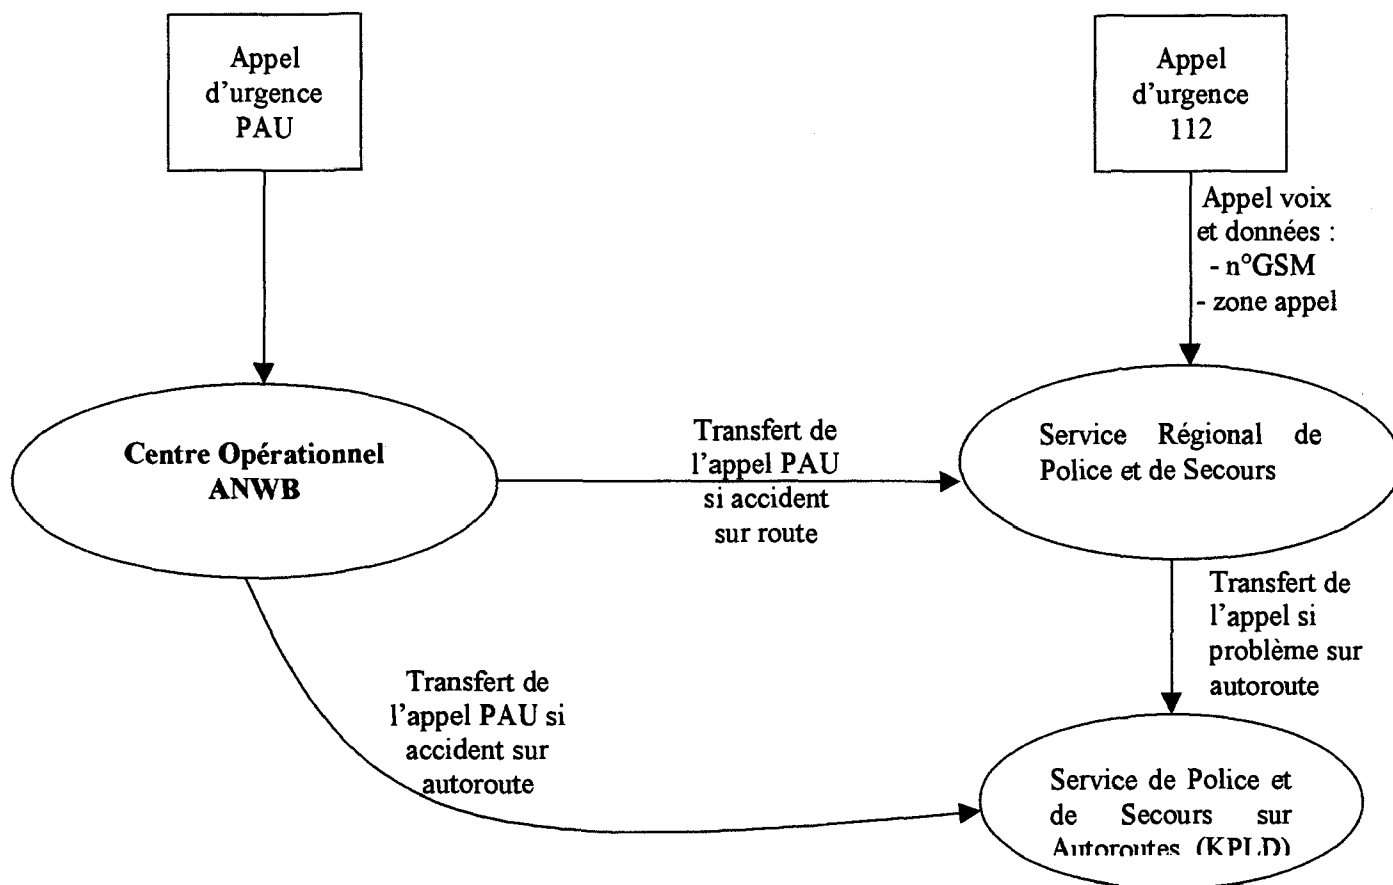 Appel
d'urgence
PAU
Appel
d'urgence
112
Appel voix
et données :
- n°GSM
- zone appel
Centre Opérationnel
ANWB
Transfert de
l'appel PAU
si accident
sur route
Service Régional de
Police et de Secours
Transfert de
l'appel si
problème sur
autoroute
Transfert de
l'appel PAU si
accident sur
autoroute
Service de Police et
de Secours sur
Autoroutes (KPLD)